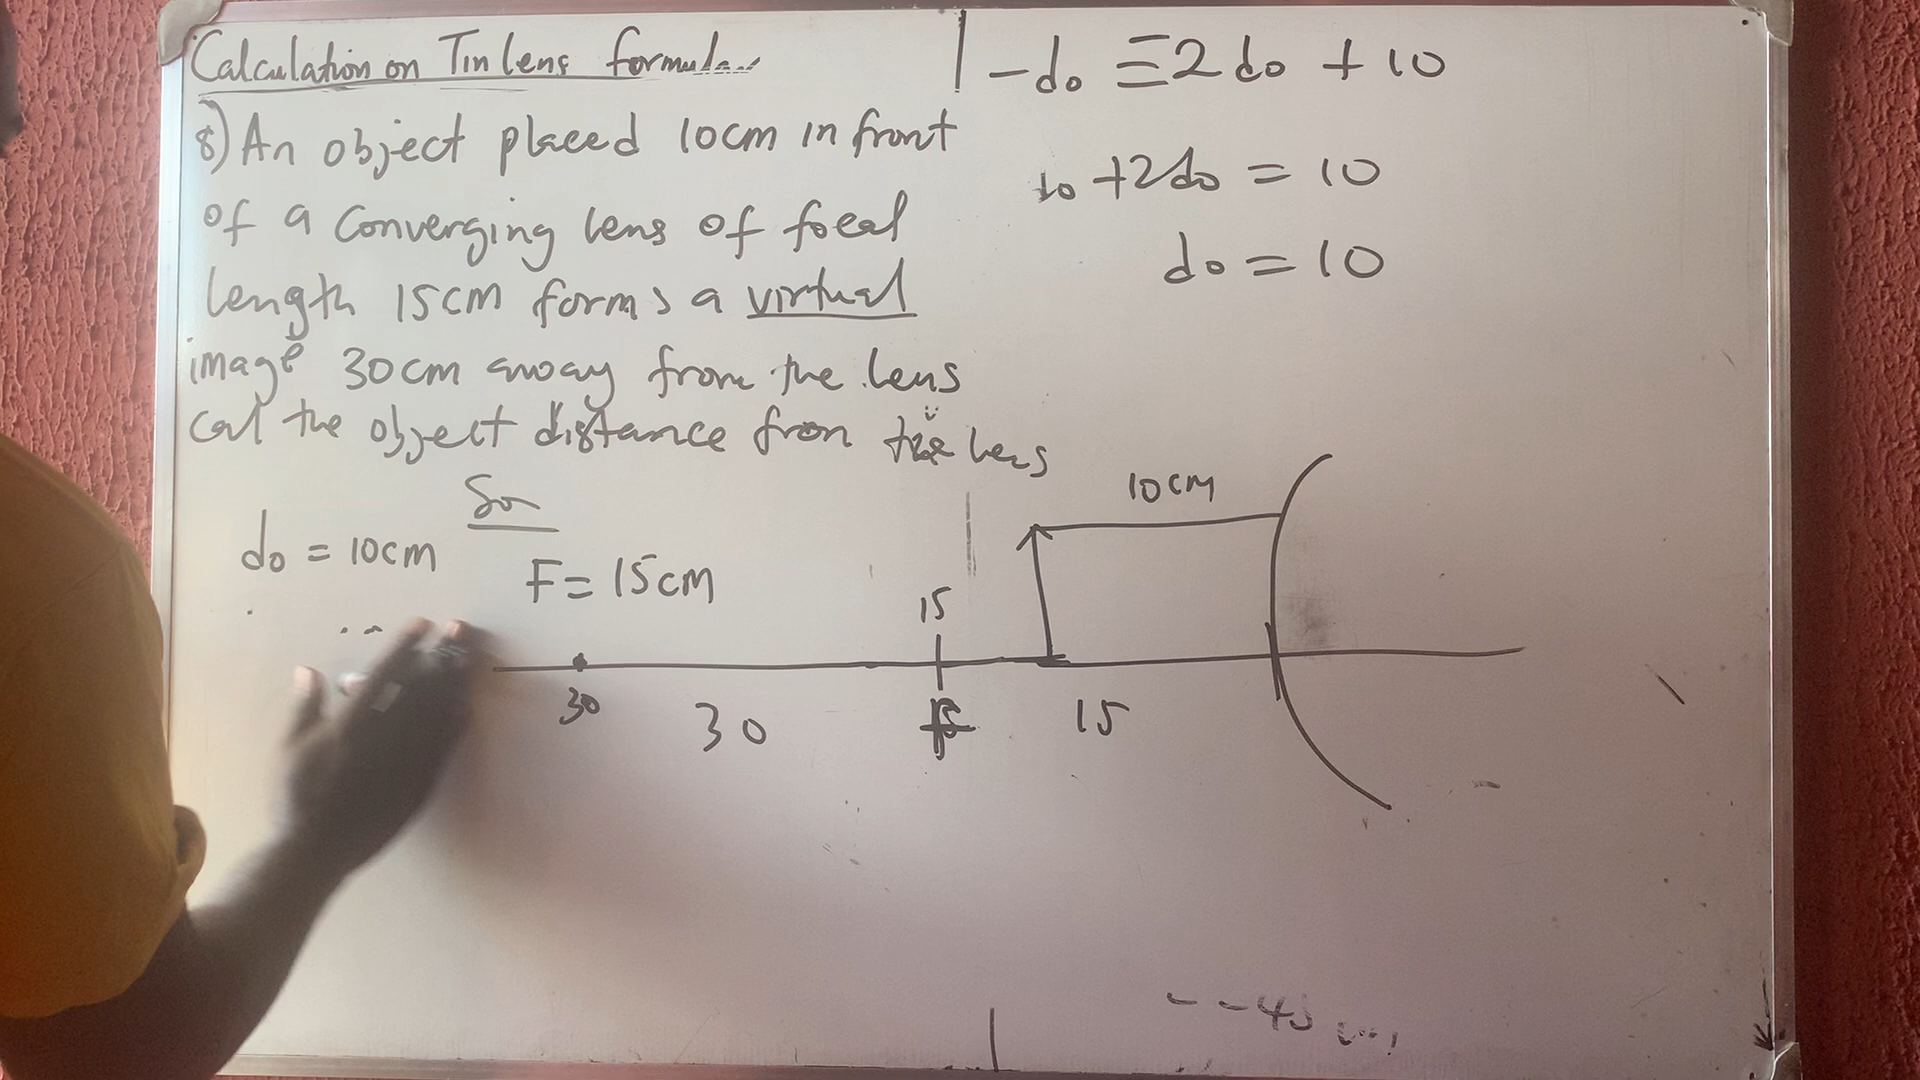 Calculation on Tin Lens formula
8) An object placed 10cm in front
of a converging lens of focal
length 15cm forms a virtual
image 30cm away from the lens
cal the object distance from the lens
Son
do = 10cm
F = 15cm
-do = 2do + 10
do + 2do = 10
do = 10
10cm
15
30
30
15